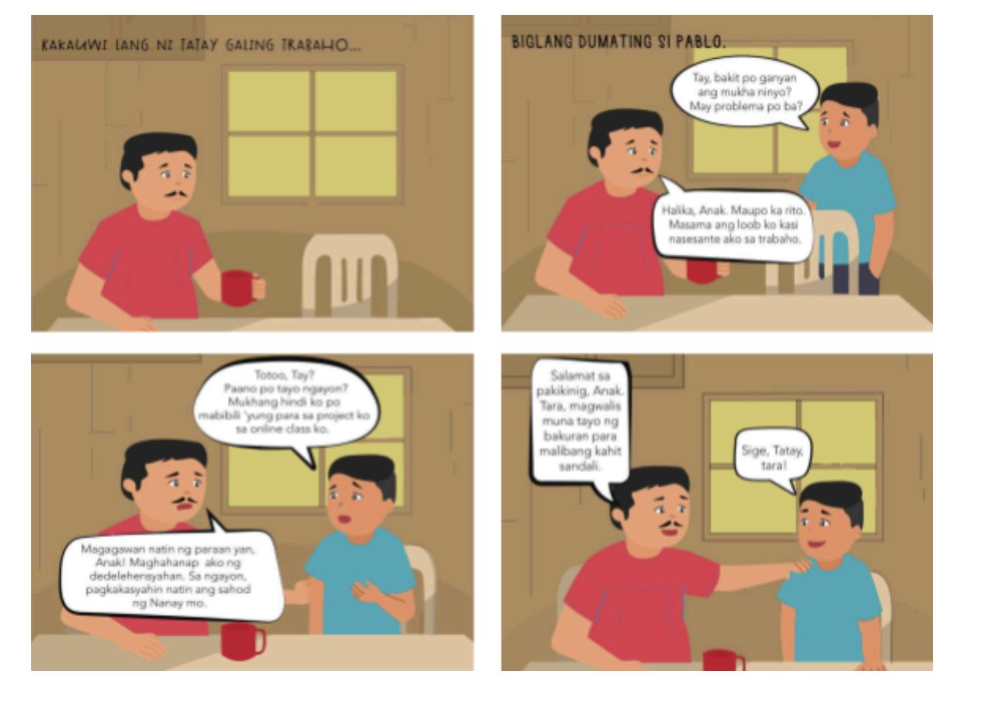 KAKAUWI LANG NI TATAY GALING TRABAHO...
BIGLANG DUMATING SI PABLO.
Tay, bakit po ganyan
ang mukha ninyo?
May problema po ba?
Halika, Anak. Maupo ka rito.
Masama ang loob ko kasi
nasesante ako sa trabaho.
Totoo, Tay?
Paano po tayo ngayon?
Mukhang hindi ko po
mabibili 'yung para sa project ko
sa online class ko.
Magagawan natin ng paraan yan,
Anak! Maghahanap ako ng
dedelehensyahan. Sa ngayon,
pagkakasyahin natin ang sahod
ng Nanay mo.
Salamat sa
pakikinig, Anak.
Tara, magwalis
muna tayo ng
bakuran para
malibang kahit
sandali.
Sige, Tatay,
tara!